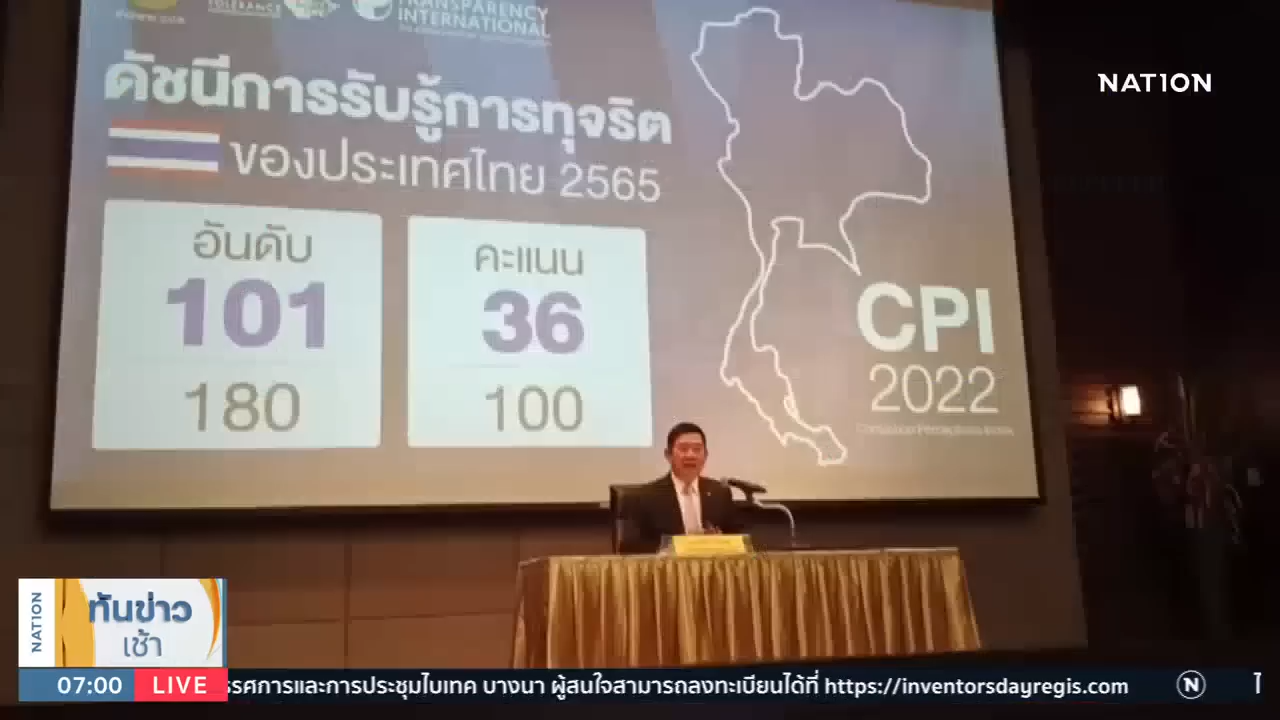 TOLERANCE
TRANSPARENCY
INTERNATIONAL
ดัชนีการรับรู้การทุจริต
ของประเทศไทย 2565
อันดับ
101
180
คะแนน
36
100
CPI
2022
NATION
NATION
ทันข่าว
เช้า
07:00
LIVE
รศการและการประชุมไบเทค บางนา ผู้สนใจสามารถลงทะเบียนได้ที่ https://inventorsdayregis.com
N